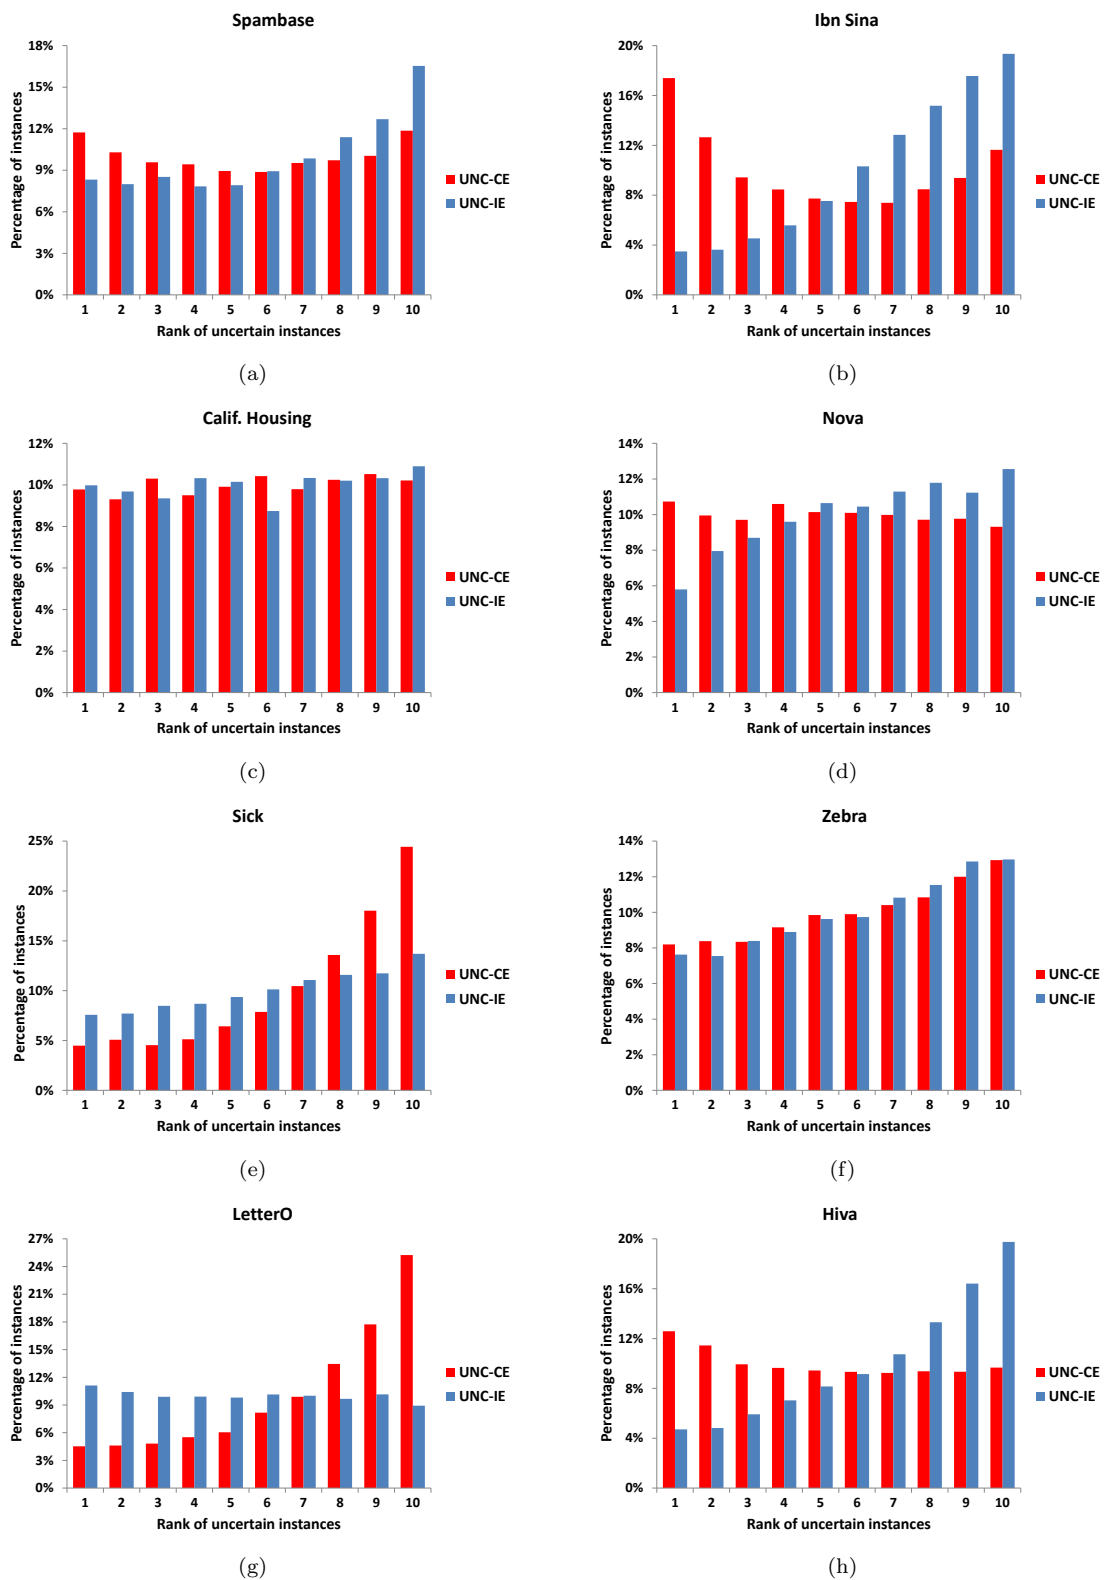 Spambase
18%
15%
12%
9%
6%
3%
0%
Percentage of instances
1 2 3 4 5 6 7 8 9 10
Rank of uncertain instances
UNC-CE
UNC-IE
(a)
Ibn Sina
20%
16%
12%
8%
4%
0%
Percentage of instances
1 2 3 4 5 6 7 8 9 10
Rank of uncertain instances
UNC-CE
UNC-IE
(b)
Calif. Housing
12%
10%
8%
6%
4%
2%
0%
Percentage of instances
1 2 3 4 5 6 7 8 9 10
Rank of uncertain instances
UNC-CE
UNC-IE
(c)
Nova
14%
12%
10%
8%
6%
4%
2%
0%
Percentage of instances
1 2 3 4 5 6 7 8 9 10
Rank of uncertain instances
UNC-CE
UNC-IE
(d)
Sick
25%
20%
15%
10%
5%
0%
Percentage of instances
1 2 3 4 5 6 7 8 9 10
Rank of uncertain instances
UNC-CE
UNC-IE
(e)
Zebra
14%
12%
10%
8%
6%
4%
2%
0%
Percentage of instances
1 2 3 4 5 6 7 8 9 10
Rank of uncertain instances
UNC-CE
UNC-IE
(f)
LetterO
27%
24%
21%
18%
15%
12%
9%
6%
3%
0%
Percentage of instances
1 2 3 4 5 6 7 8 9 10
Rank of uncertain instances
UNC-CE
UNC-IE
(g)
Hiva
20%
16%
12%
8%
4%
0%
Percentage of instances
1 2 3 4 5 6 7 8 9 10
Rank of uncertain instances
UNC-CE
UNC-IE
(h)